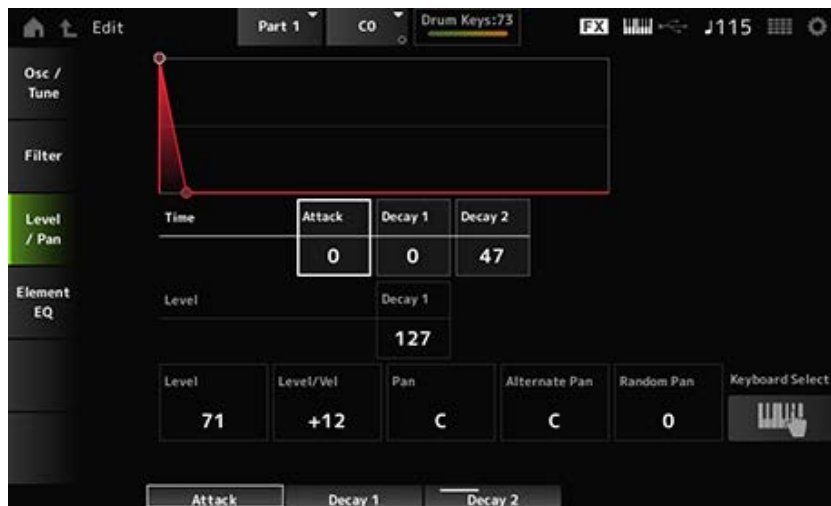 Edit
Part 1
C0
Drum Keys:73
FX
♩115
Osc /
Tune
Filter
Level
/ Pan
Element
EQ
Time
Attack
Decay 1
Decay 2
0
0
47
Level
Decay 1
127
Level
Level/Vel
Pan
Alternate Pan
Random Pan
Keyboard Select
71
+12
C
C
0
Attack
Decay 1
Decay 2